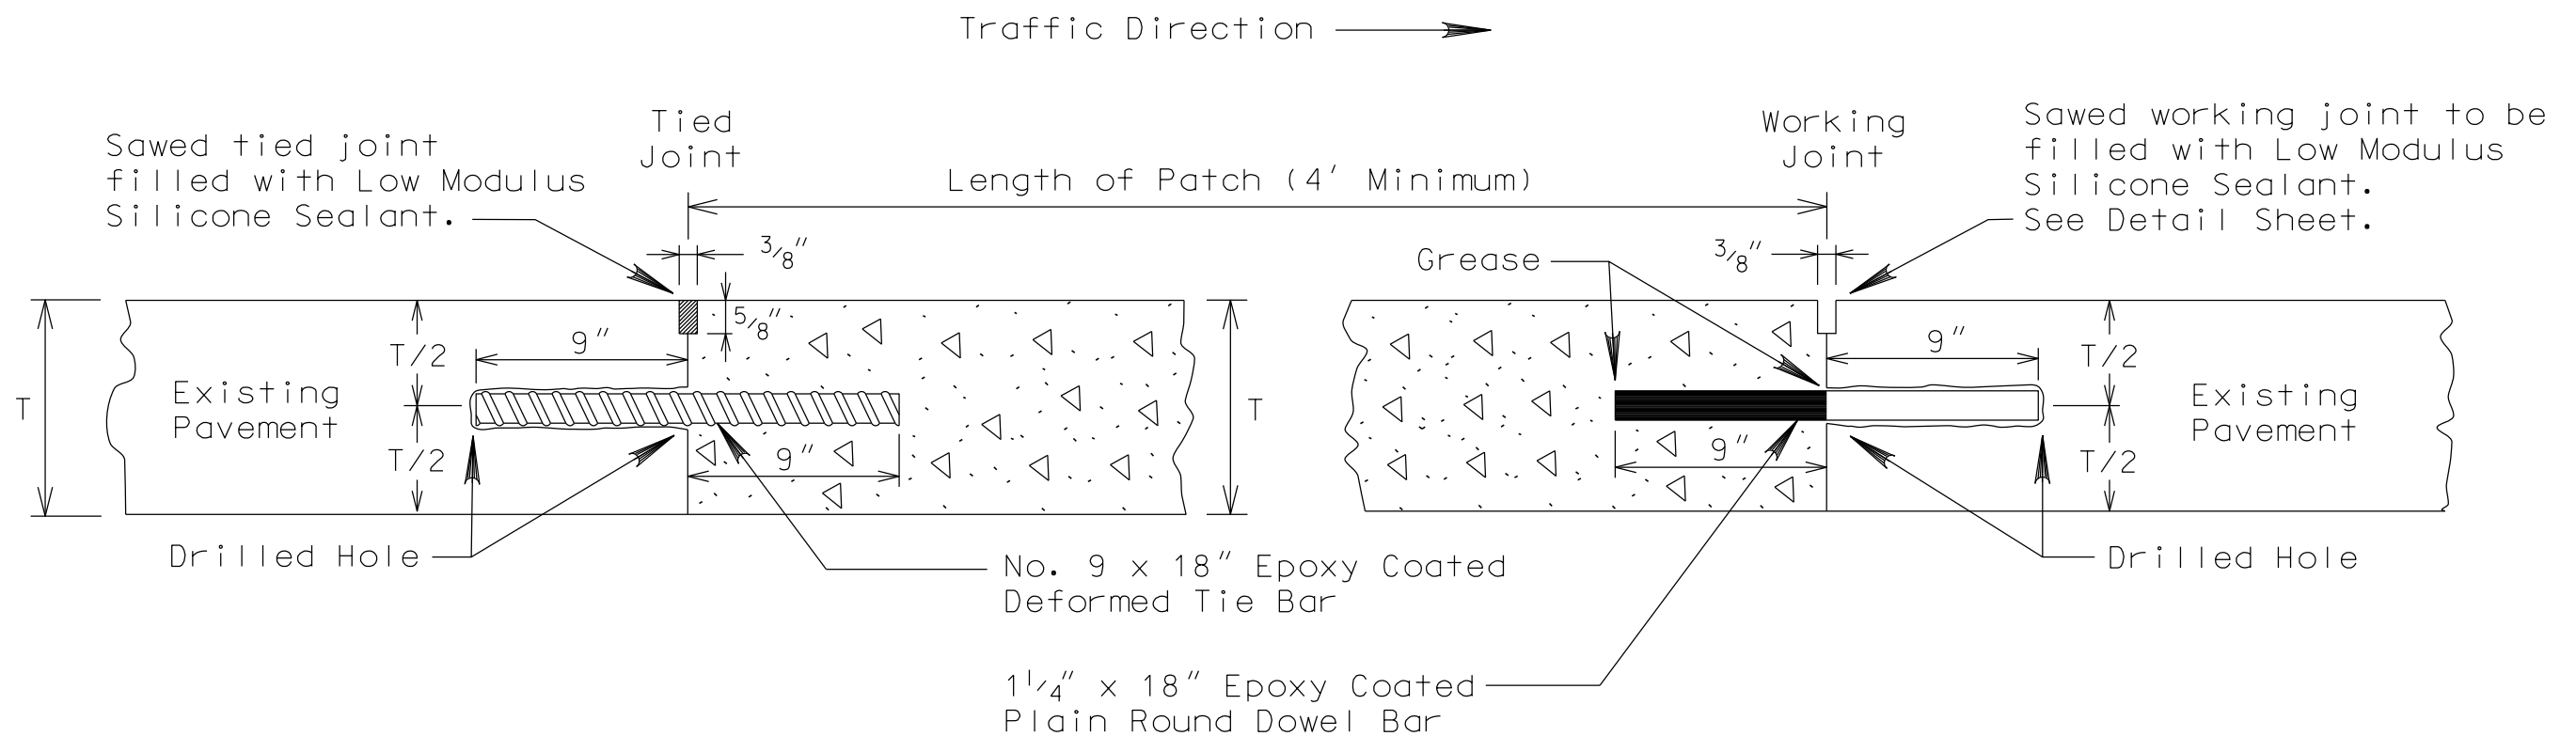 Traffic Direction
Sawed tied joint
filled with Low Modulus
Silicone Sealant.
Tied
Joint
Length of Patch (4' Minimum)
Working
Joint
Sawed working joint to be
filled with Low Modulus
Silicone Sealant.
See Detail Sheet.
3/8"
5/8"
Grease
3/8"
T
Existing
Pavement
T/2
T/2
9"
9"
T
9"
9"
T/2
T/2
Existing
Pavement
Drilled Hole
No. 9 x 18" Epoxy Coated
Deformed Tie Bar
Drilled Hole
1 1/4" x 18" Epoxy Coated
Plain Round Dowel Bar